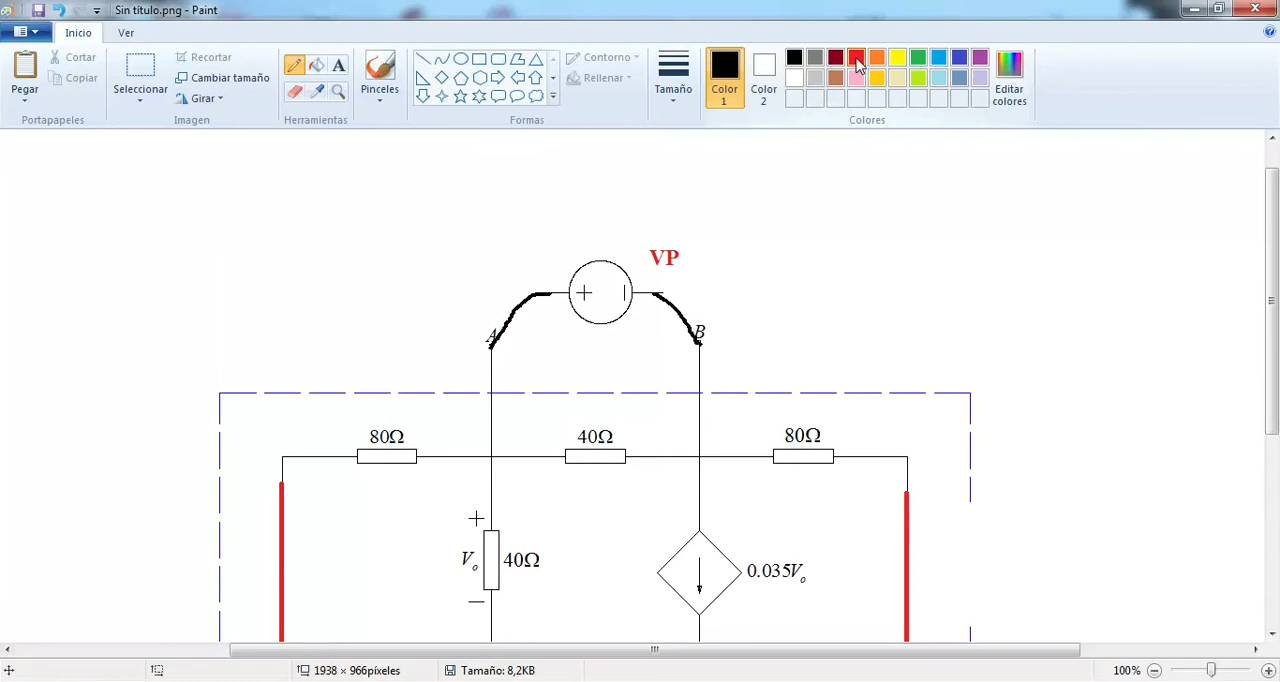 Sin título.png - Paint
Inicio Ver
Pegar
Cortar
Copiar
Portapapeles
Seleccionar
Recortar
Cambiar tamaño
Girar
Imagen
A
Herramientas
Pinceles
Contorno
Rellenar
Formas
Tamaño
Color 1
Color 2
Editar colores
Colores
VP
+ |
A B
80Ω 40Ω 80Ω
+
Vo 40Ω
−
0.035Vo
1938 × 966píxeles
Tamaño: 8,2KB
100%